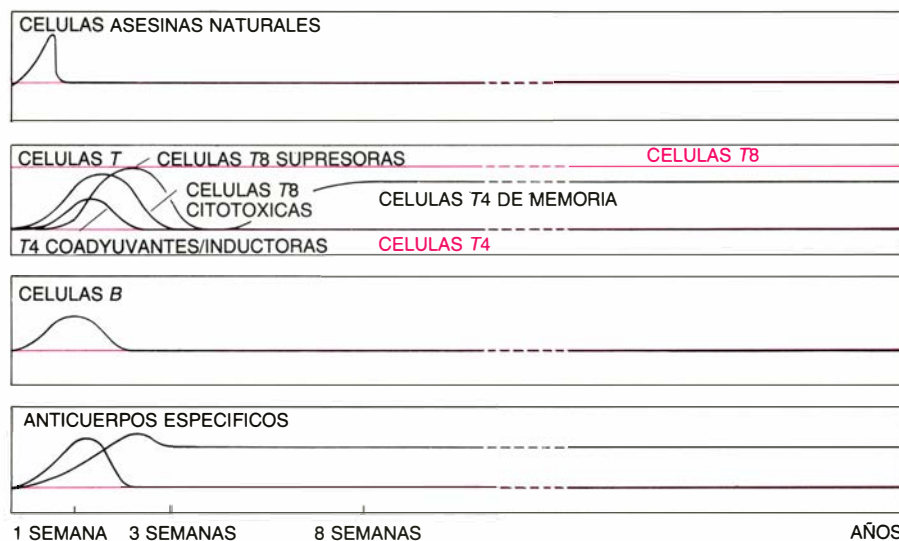 CELULAS ASESINAS NATURALES
CELULAS T
CELULAS T8 SUPRESORAS
CELULAS T8
CELULAS T8
CITOTOXICAS
CELULAS T4 DE MEMORIA
T4 COADYUVANTES/INDUCTORAS
CELULAS T4
CELULAS B
ANTICUERPOS ESPECIFICOS
1 SEMANA
3 SEMANAS
8 SEMANAS
AÑOS